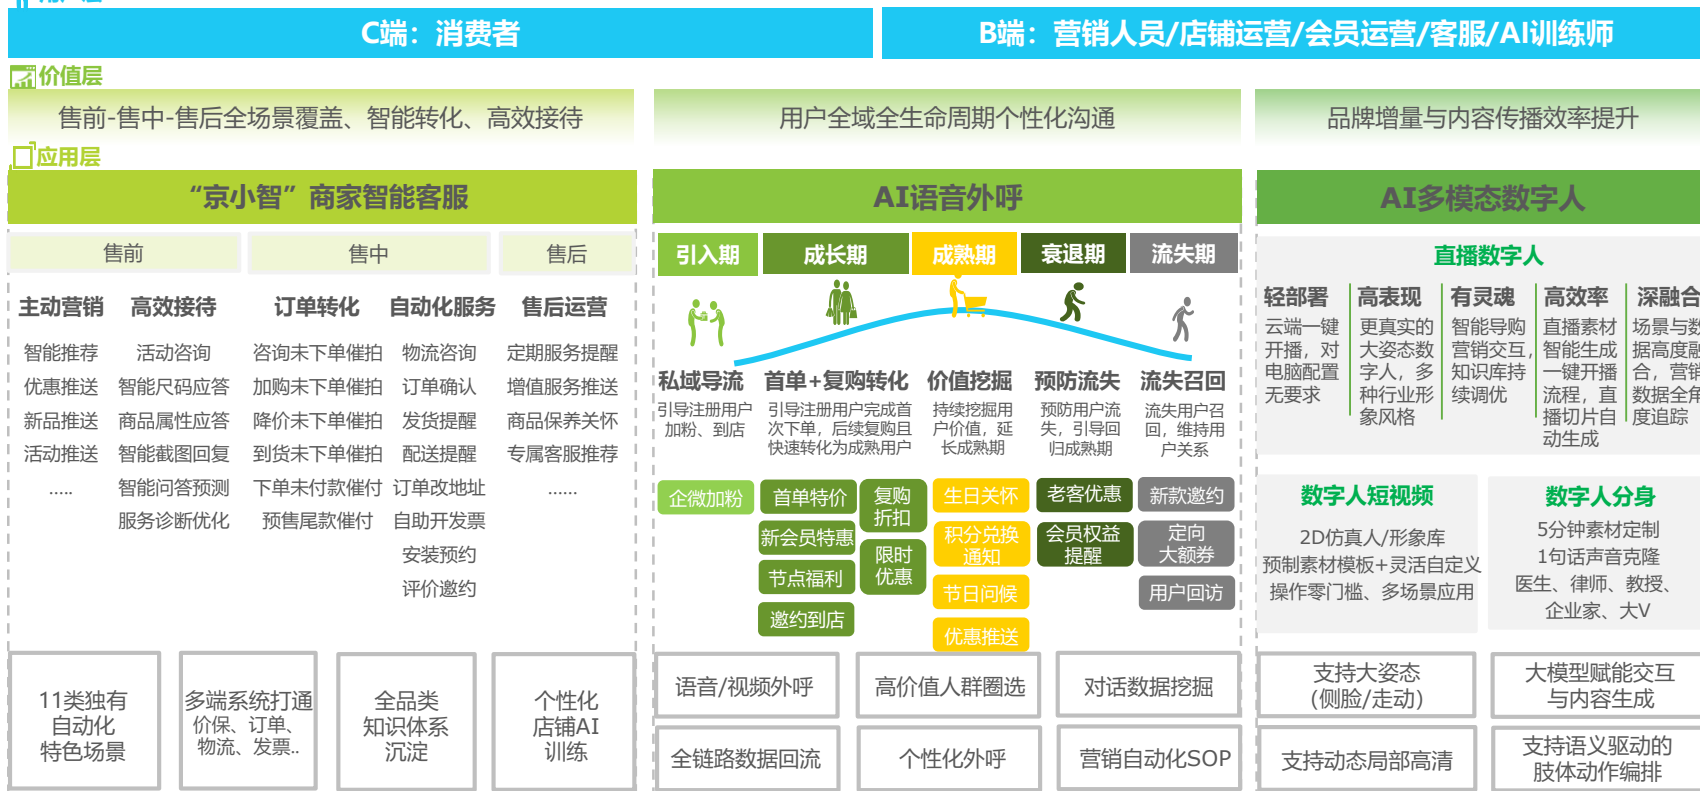 C端：消费者
B端：营销人员/店铺运营/会员运营/客服/AI训练师
价值层
售前-售中-售后全场景覆盖、智能转化、高效接待
用户全域全生命周期个性化沟通
品牌增量与内容传播效率提升
应用层
“京小智”商家智能客服
售前
售中
售后
主动营销
智能推荐
优惠推送
新品推送
活动推送
.....
高效接待
活动咨询
智能尺码应答
商品属性应答
智能截图回复
智能问答预测
服务诊断优化
订单转化
咨询未下单催拍
加购未下单催拍
降价未下单催拍
到货未下单催拍
下单未付款催付
预售尾款催付
自动化服务
物流咨询
订单确认
发货提醒
配送提醒
订单改地址
自助开发票
安装预约
评价邀约
售后运营
定期服务提醒
增值服务推送
商品保养关怀
专属客服推荐
......
11类独有
自动化
特色场景
多端系统打通
价保、订单、
物流、发票..
全品类
知识体系
沉淀
个性化
店铺AI
训练
AI语音外呼
引入期
成长期
成熟期
衰退期
流失期
私域导流
引导注册用户
加粉、到店
首单+复购转化
引导注册用户完成首
次下单，后续复购且
快速转化为成熟用户
价值挖掘
持续挖掘用
户价值，延
长成熟期
预防流失
预防用户流
失，引导回
归成熟期
流失召回
流失用户召
回，维持用
户关系
企微加粉
首单特价
新会员特惠
节点福利
邀约到店
复购
折扣
限时
优惠
生日关怀
积分兑换
通知
节日问候
优惠推送
老客优惠
会员权益
提醒
新款邀约
定向
大额券
用户回访
语音/视频外呼
高价值人群圈选
对话数据挖掘
全链路数据回流
个性化外呼
营销自动化SOP
AI多模态数字人
直播数字人
轻部署
云端一键
开播，对
电脑配置
无要求
高表现
更真实的
大姿态数
字人，多
种行业形
象风格
有灵魂
智能导购
营销交互，
知识库持
续调优
高效率
直播素材
智能生成
一键开播
流程，直
播切片自
动生成
深融合
场景与数
据高度融
合，营销
数据全角
度追踪
数字人短视频
2D仿真人/形象库
预制素材模板+灵活自定义
操作零门槛、多场景应用
数字人分身
5分钟素材定制
1句话声音克隆
医生、律师、教授、
企业家、大V
支持大姿态
（侧脸/走动）
大模型赋能交互
与内容生成
支持动态局部高清
支持语义驱动的
肢体动作编排